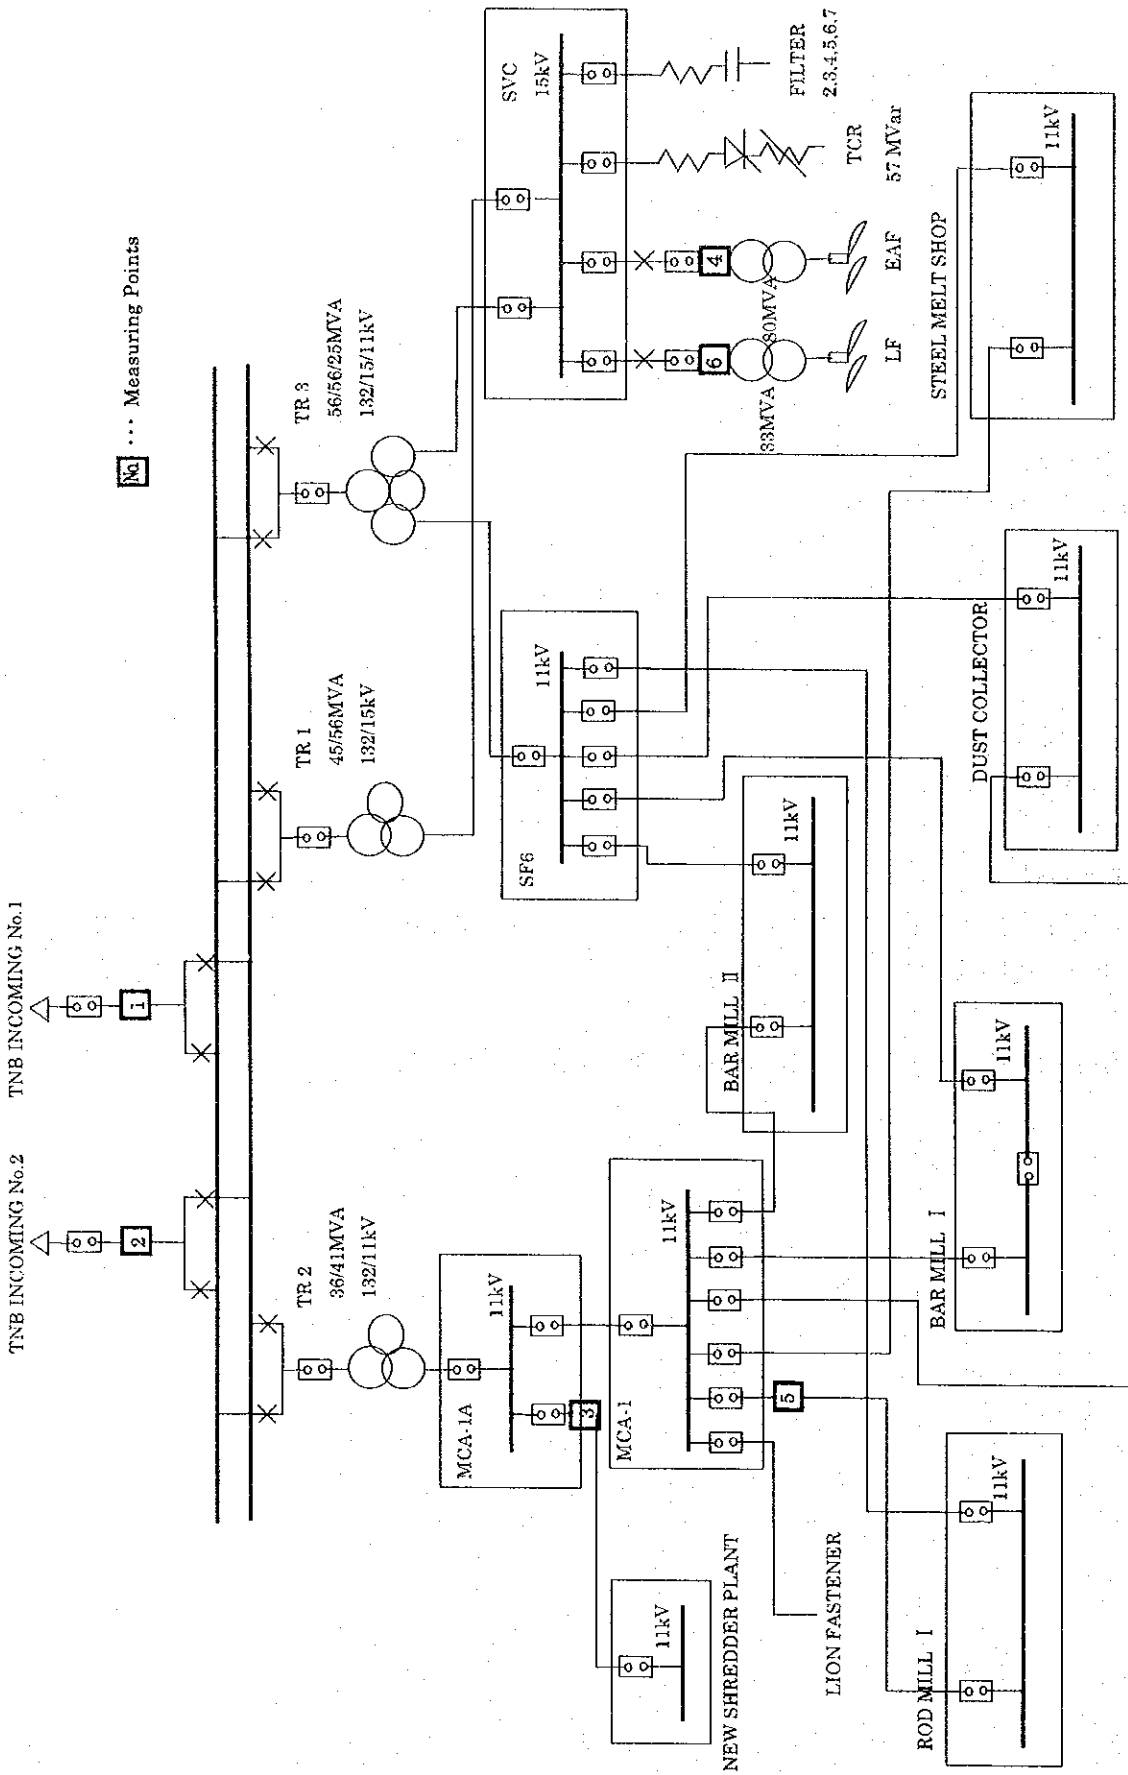 TNB INCOMING No.2
TNB INCOMING No.1
2
1
No ··· Measuring Points
TR 2
36/41MVA
132/11kV
TR 1
45/56MVA
132/15kV
TR 3
56/56/25MVA
132/15/11kV
MCA-1A
11kV
3
SF6
11kV
SVC
15kV
6
4
33MVA
80MVA
LF
EAF
TCR
57 MVar
FILTER
2,3,4,5,6,7
MCA-1
11kV
5
NEW SHREDDER PLANT
11kV
LION FASTENER
BAR MILL II
11kV
ROD MILL I
11kV
BAR MILL I
11kV
DUST COLLECTOR
11kV
STEEL MELT SHOP
11kV